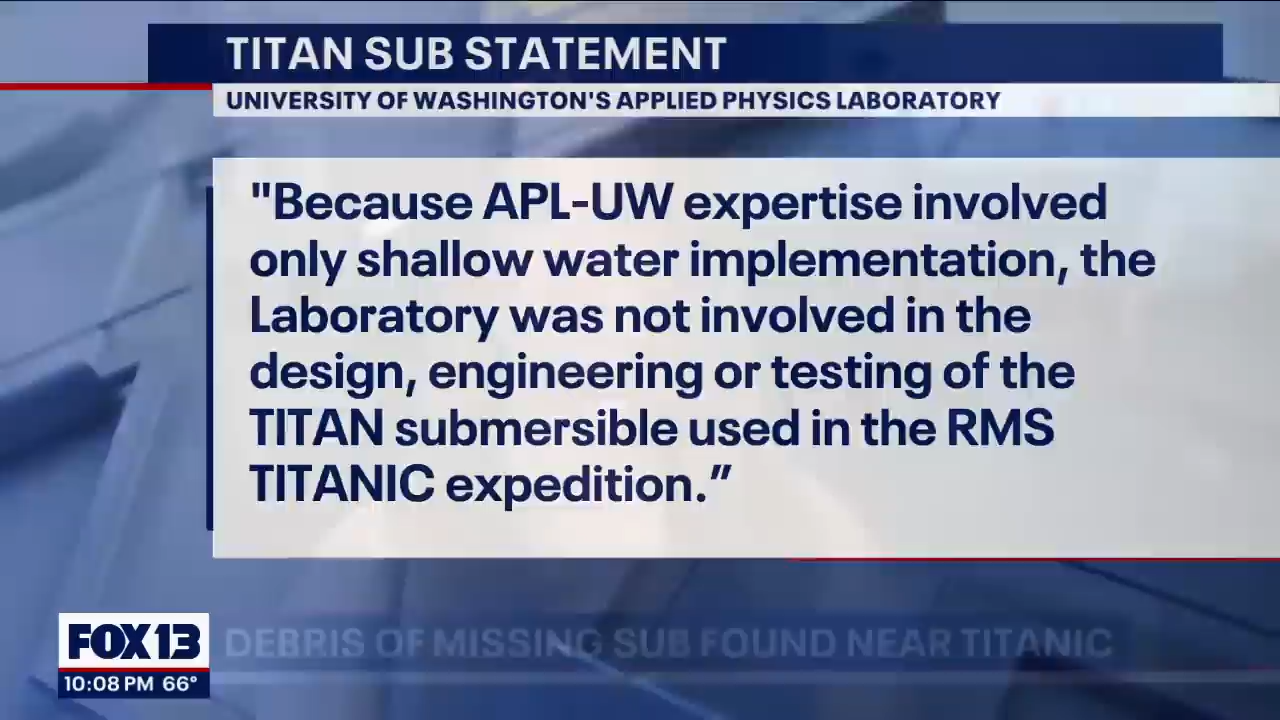 TITAN SUB STATEMENT
UNIVERSITY OF WASHINGTON'S APPLIED PHYSICS LABORATORY
"Because APL-UW expertise involved
only shallow water implementation, the
Laboratory was not involved in the
design, engineering or testing of the
TITAN submersible used in the RMS
TITANIC expedition.”
DEBRIS OF MISSING SUB FOUND NEAR TITANIC
FOX 13
10:08 PM 66°